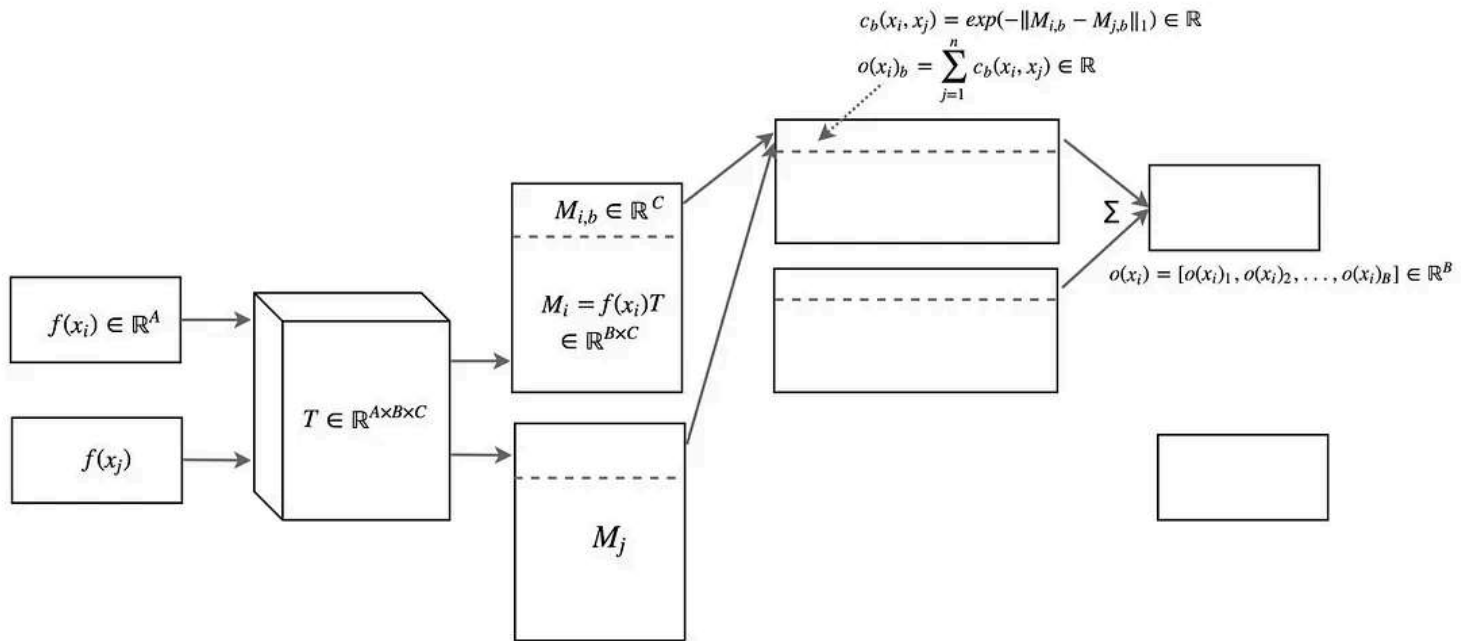 c_b(x_i, x_j) = exp(−‖M_{i,b} − M_{j,b}‖_1) ∈ ℝ
o(x_i)_b = \sum_{j=1}^{n} c_b(x_i, x_j) ∈ ℝ
M_{i,b} ∈ ℝ^C
Σ
o(x_i) = [o(x_i)_1, o(x_i)_2, . . . , o(x_i)_B] ∈ ℝ^B
f(x_i) ∈ ℝ^A
M_i = f(x_i)T
∈ ℝ^{B×C}
T ∈ ℝ^{A×B×C}
f(x_j)
M_j